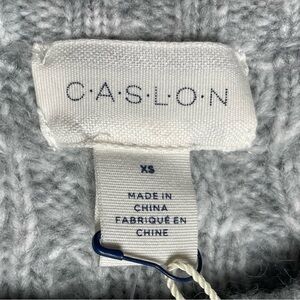 C·A·S·L·O·N
XS
MADE IN
CHINA
FABRIQUÉ EN
CHINE